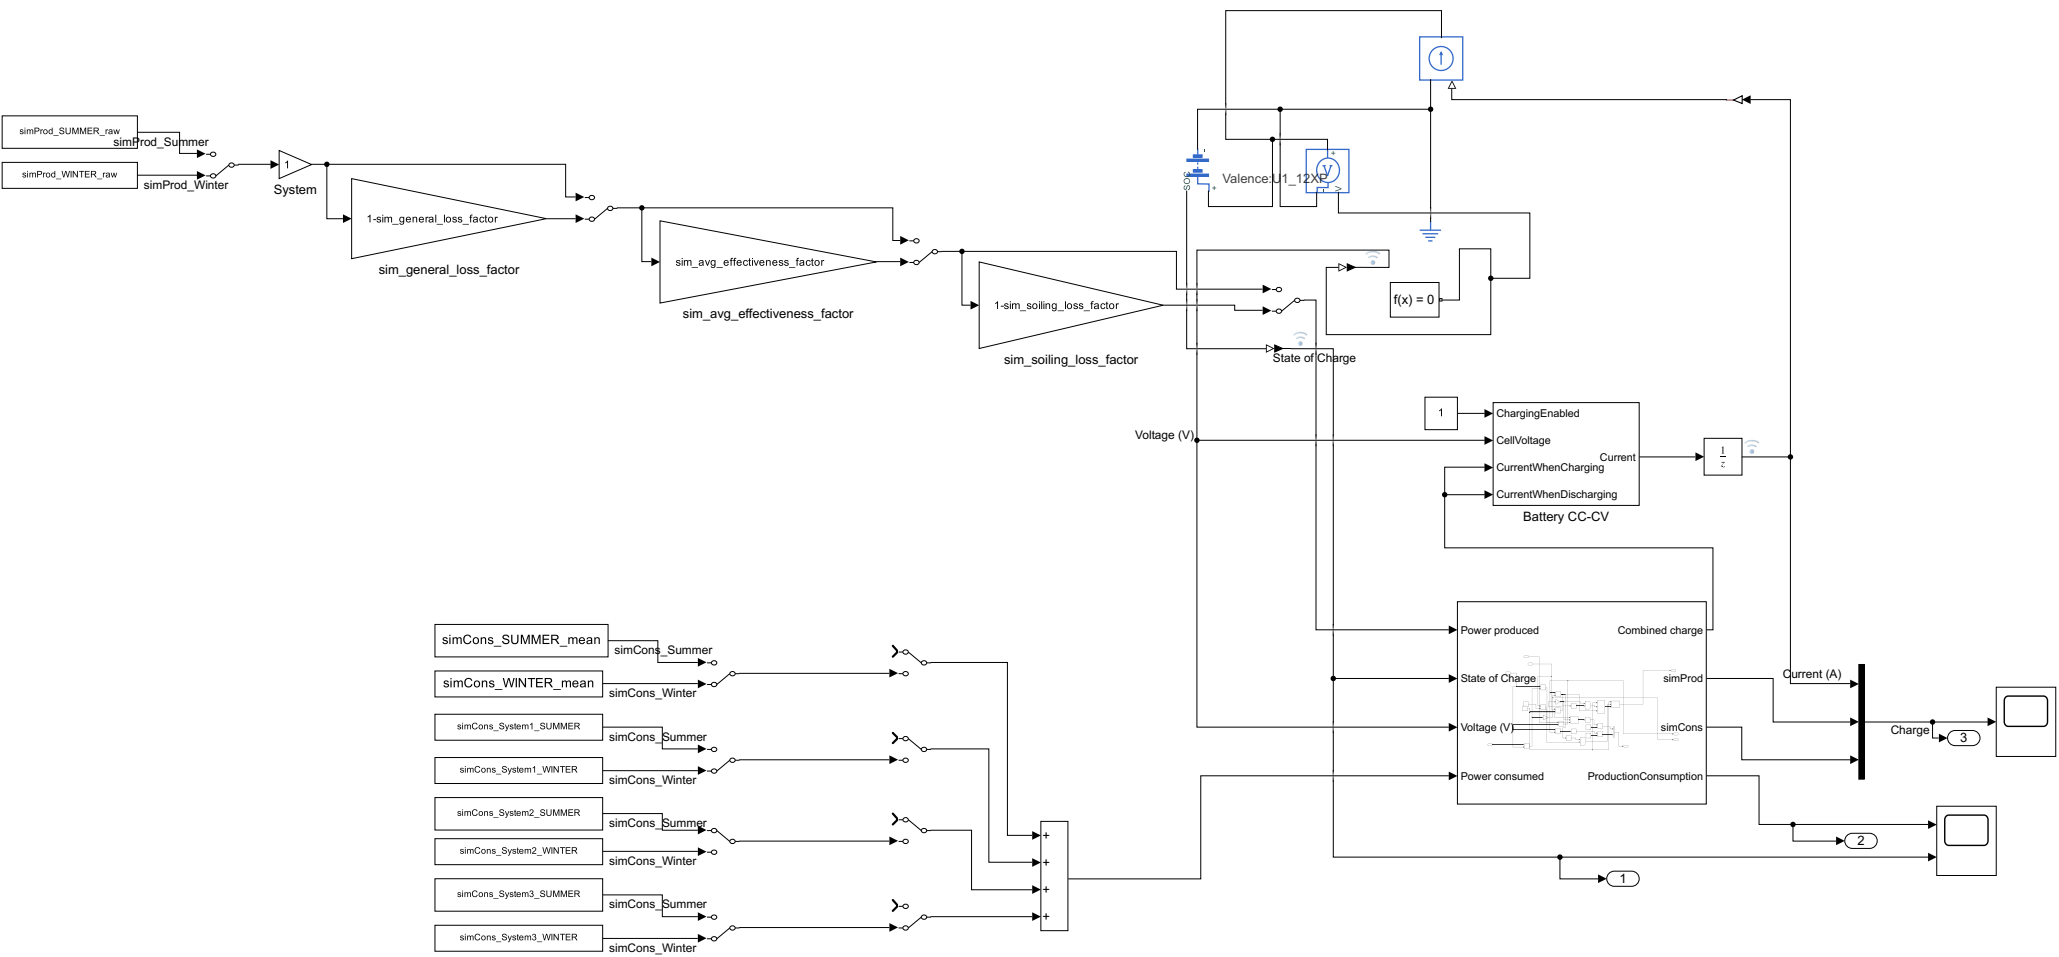 simProd_SUMMER_raw
simProd_Summer
simProd_WINTER_raw
simProd_Winter
1
System
1-sim_general_loss_factor
sim_general_loss_factor
sim_avg_effectiveness_factor
sim_avg_effectiveness_factor
1-sim_soiling_loss_factor
sim_soiling_loss_factor
-
SOC
+
Valence:U1_12XP
+
V
-
V
f(x) = 0
State of Charge
Voltage (V)
1
ChargingEnabled
CellVoltage
CurrentWhenCharging
CurrentWhenDischarging
Current
Battery CC-CV
1
z
simCons_SUMMER_mean
simCons_Summer
simCons_WINTER_mean
simCons_Winter
simCons_System1_SUMMER
simCons_Summer
simCons_System1_WINTER
simCons_Winter
simCons_System2_SUMMER
simCons_Summer
simCons_System2_WINTER
simCons_Winter
simCons_System3_SUMMER
simCons_Summer
simCons_System3_WINTER
simCons_Winter
+
+
+
+
Power produced
State of Charge
Voltage (V)
Power consumed
Combined charge
simProd
simCons
ProductionConsumption
Current (A)
Charge
3
2
1